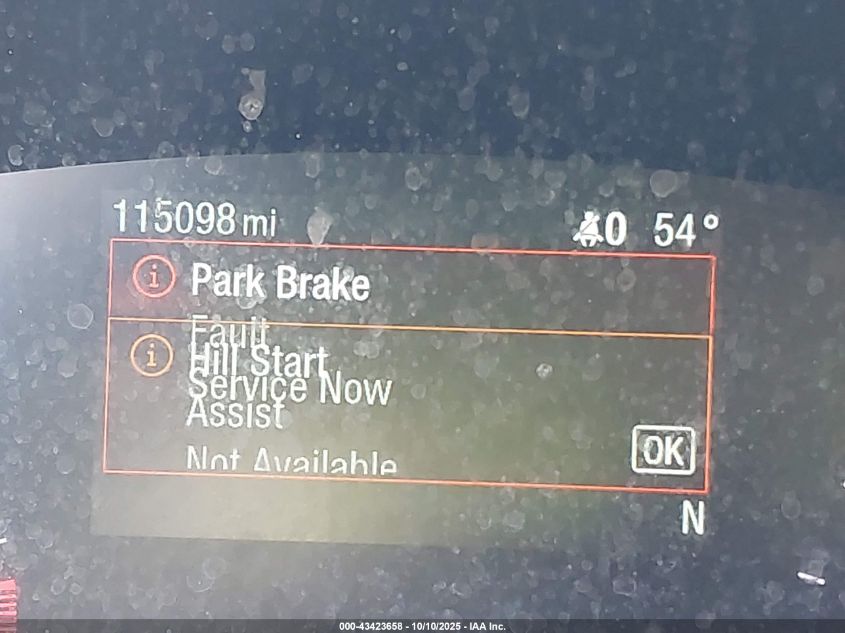 115098 mi
0 54°
i Park Brake
Fault
i Hill Start
Service Now
Assist
OK
Not Available
N
000-43423658 - 10/10/2025 - IAA Inc.